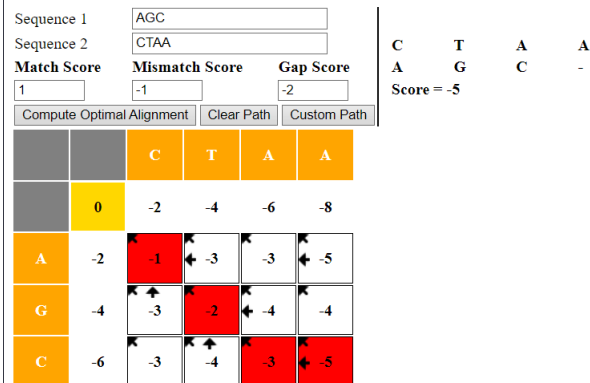 Sequence 1 AGC
Sequence 2 CTAA
Match Score Mismatch Score Gap Score
1 -1 -2
Compute Optimal Alignment Clear Path Custom Path
C T A A
A G C -
Score = -5
C T A A
0 -2 -4 -6 -8
A -2 -1 -3 -3 -5
G -4 -3 -2 -4 -4
C -6 -3 -4 -3 -5